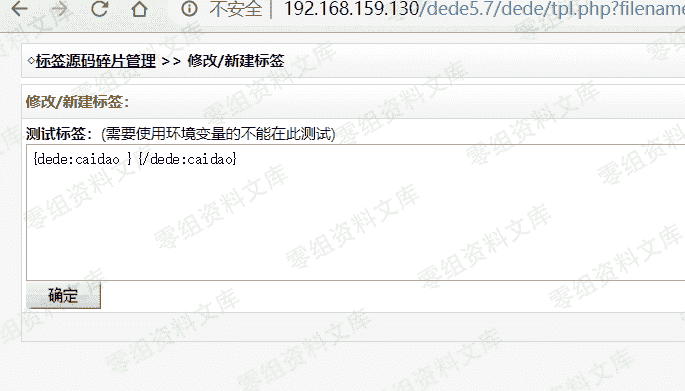 不安全 | 192.168.159.130/dede5.7/dede/tpl.php?filename
◇标签源码碎片管理 >> 修改/新建标签
修改/新建标签：
测试标签：(需要使用环境变量的不能在此测试)
{dede:caidao } {/dede:caidao}
确定
零组资料文库